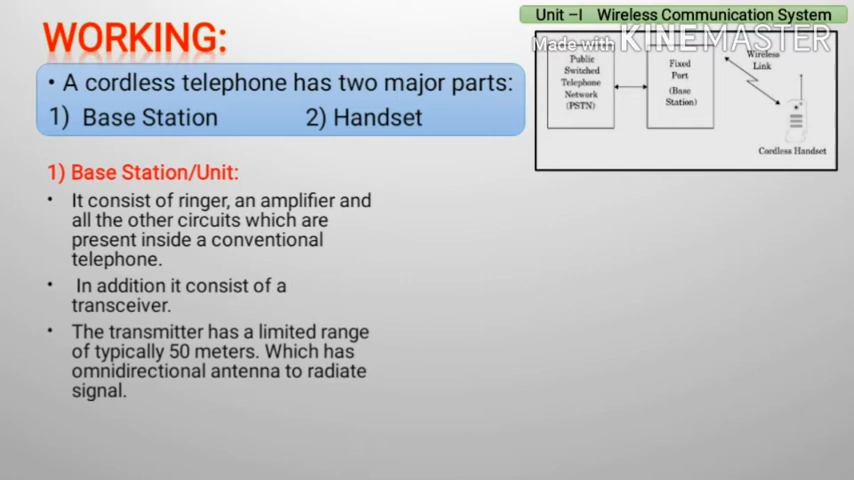 Unit –I Wireless Communication System
WORKING:
Made with KINEMASTER
• A cordless telephone has two major parts:
1) Base Station 2) Handset
Public
Switched
Telephone
Network
(PSTN)
Fixed
Port
(Base
Station)
Wireless
Link
Cordless Handset
1) Base Station/Unit:
• It consist of ringer, an amplifier and
all the other circuits which are
present inside a conventional
telephone.
• In addition it consist of a
transceiver.
• The transmitter has a limited range
of typically 50 meters. Which has
omnidirectional antenna to radiate
signal.